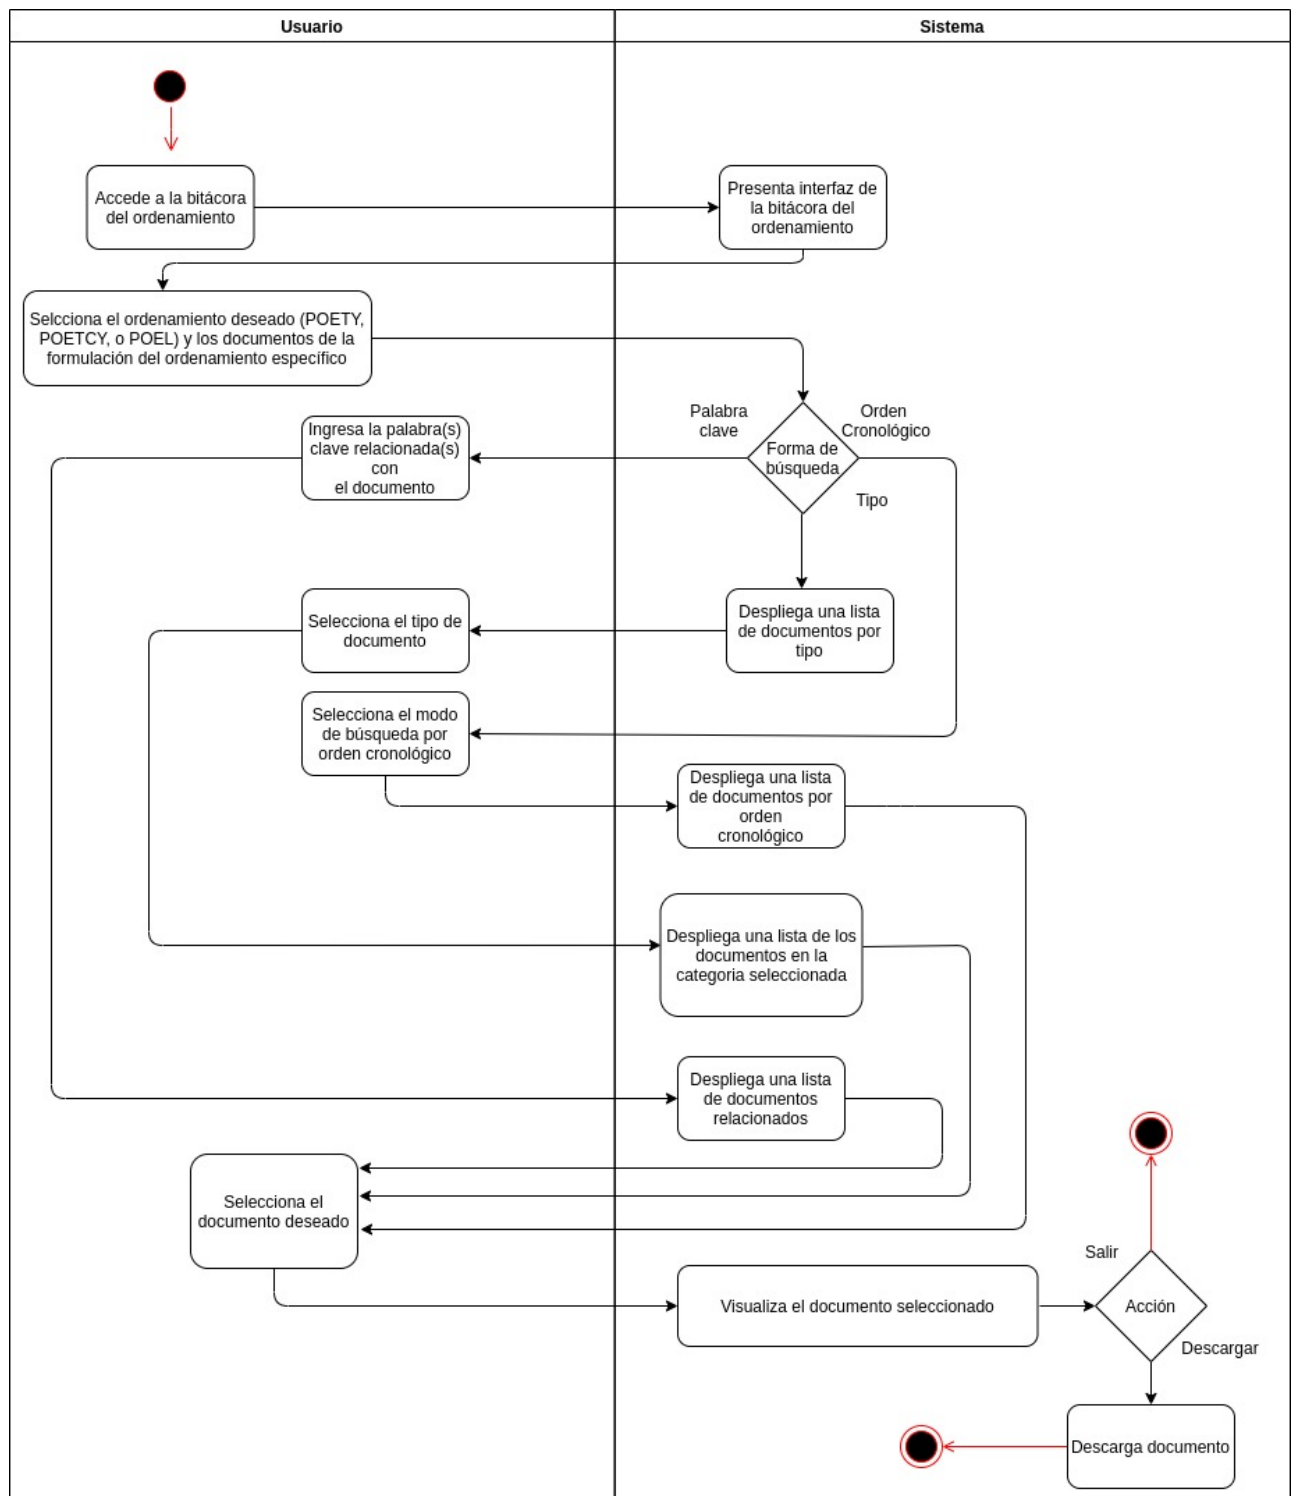 Usuario
Sistema
Accede a la bitácora
del ordenamiento
Presenta interfaz de
la bitácora del
ordenamiento
Selcciona el ordenamiento deseado (POETY,
POETCY, o POEL) y los documentos de la
formulación del ordenamiento específico
Palabra
clave
Orden
Cronológico
Forma de
búsqueda
Tipo
Ingresa la palabra(s)
clave relacionada(s)
con
el documento
Selecciona el tipo de
documento
Despliega una lista
de documentos por
tipo
Selecciona el modo
de búsqueda por
orden cronológico
Despliega una lista
de documentos por
orden
cronológico
Despliega una lista de los
documentos en la
categoria seleccionada
Despliega una lista
de documentos
relacionados
Selecciona el
documento deseado
Visualiza el documento seleccionado
Salir
Acción
Descargar
Descarga documento